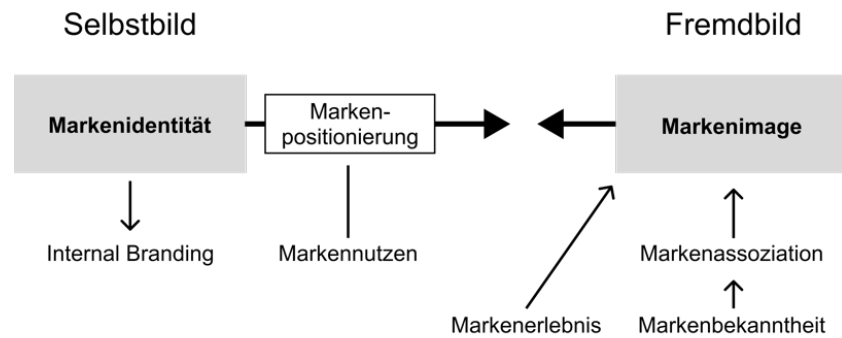 Selbstbild
Fremdbild
Markenidentität
Marken-
positionierung
Markenimage
Internal Branding
Markennutzen
Markenassoziation
Markenerlebnis
Markenbekanntheit